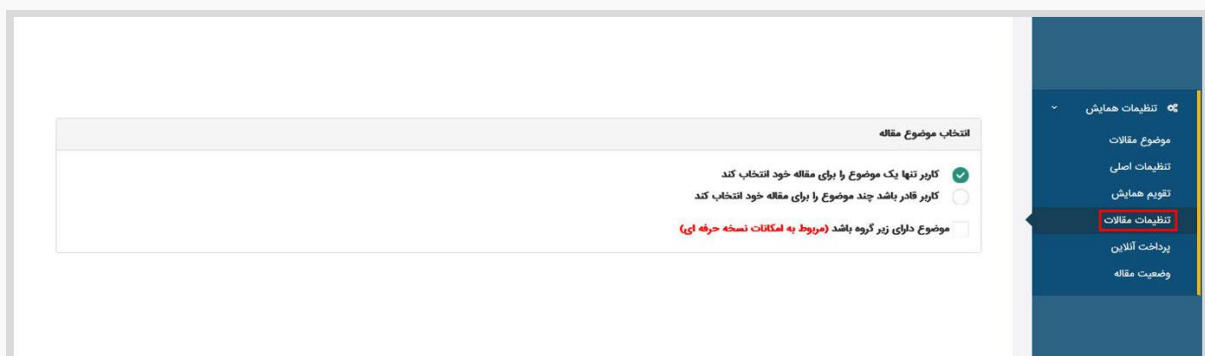 تنظیمات همایش
موضوع مقالات
تنظیمات اصلی
تقویم همایش
تنظیمات مقالات
پرداخت آنلاین
وضعیت مقاله
انتخاب موضوع مقاله
کاربر تنها یک موضوع را برای مقاله خود انتخاب کند
کاربر قادر باشد چند موضوع را برای مقاله خود انتخاب کند
موضوع دارای زیر گروه باشد (مربوط به امکانات نسخه حرفه ای)